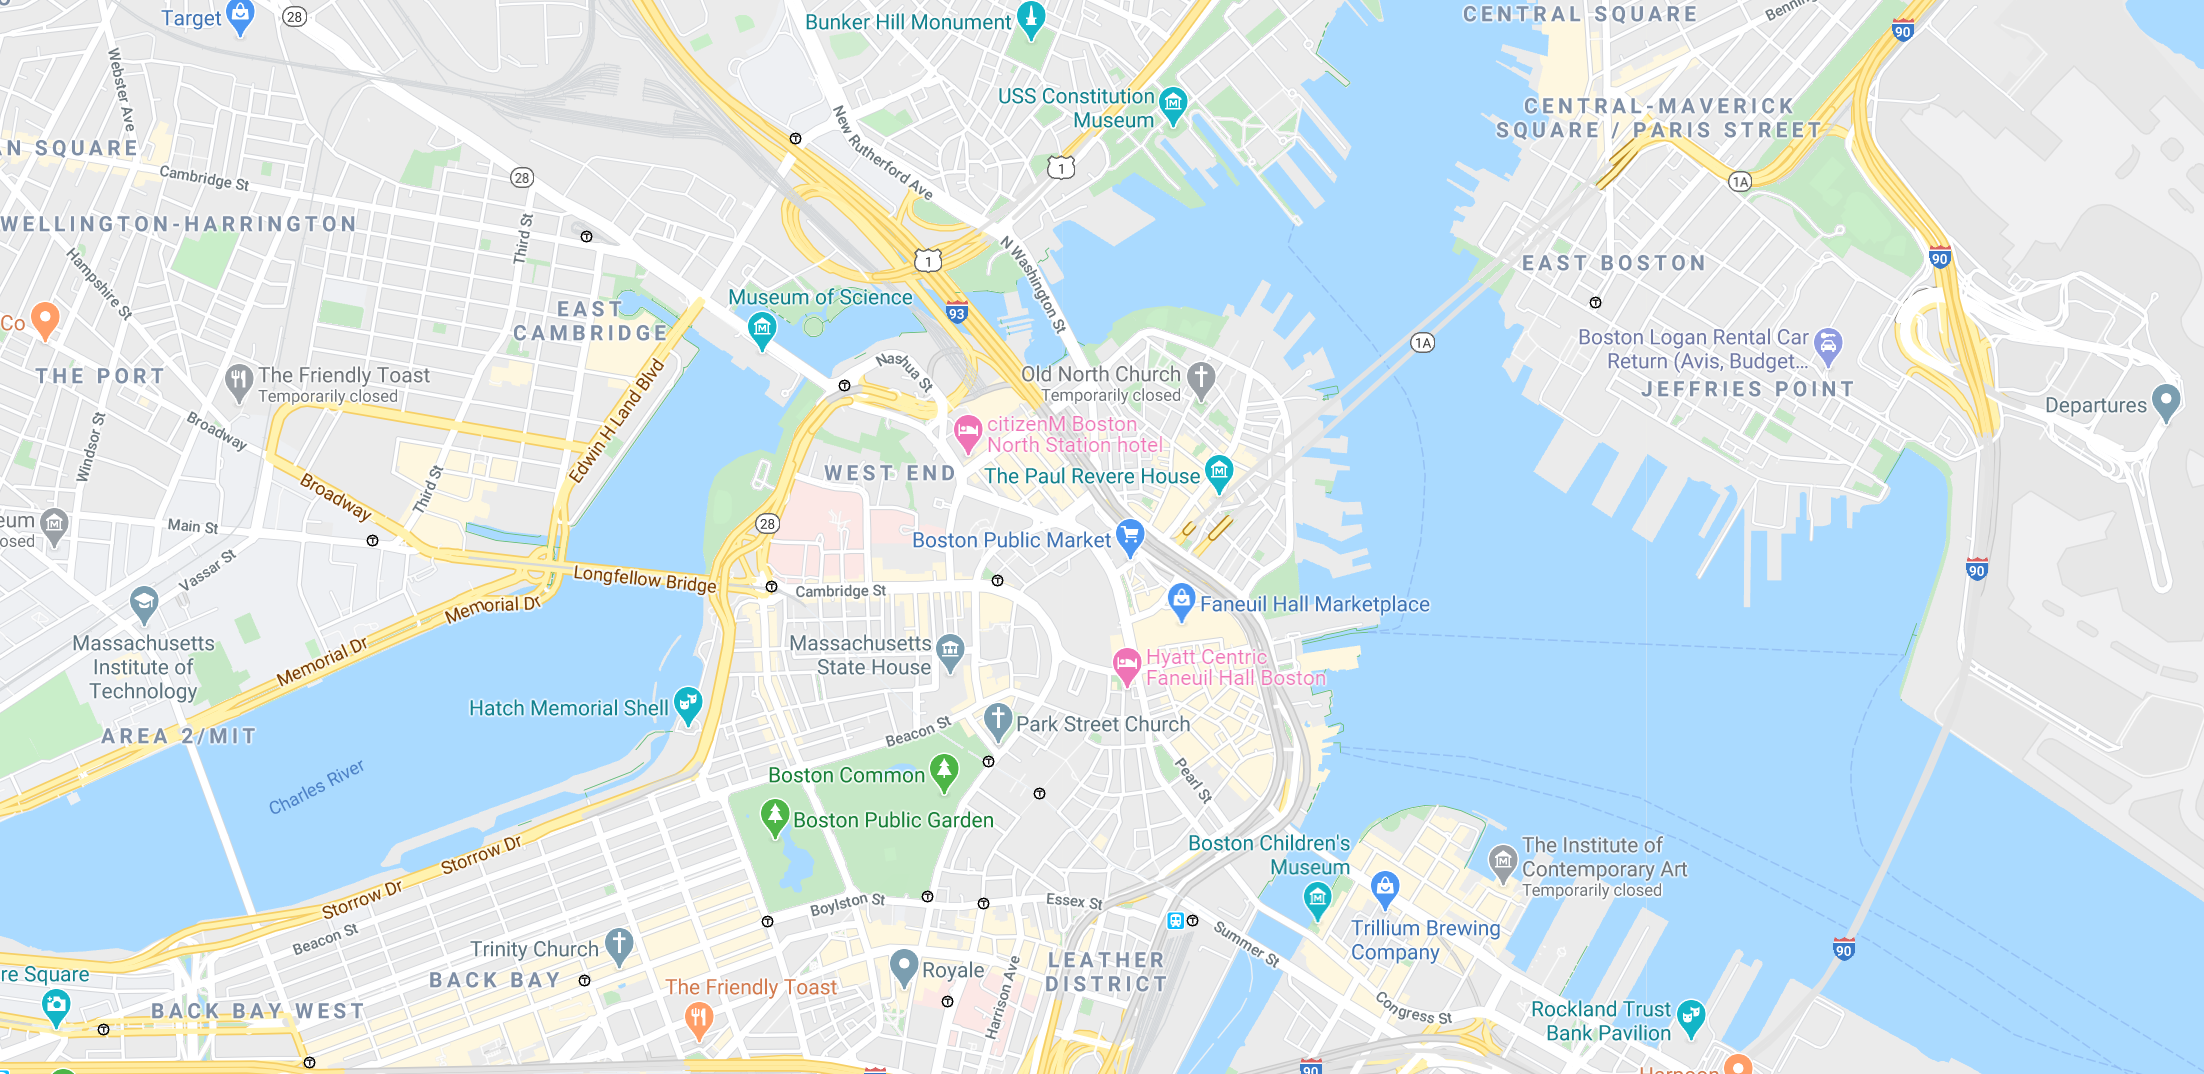 Target
28
Bunker Hill Monument
CENTRAL SQUARE
90
Webster Ave
USS Constitution
Museum
CENTRAL-MAVERICK
SQUARE / PARIS STREET
New Rutherford Ave
SQUARE
Cambridge St
28
1
1A
WELLINGTON-HARRINGTON
Third St
Hampshire St
N Washington St
1
EAST BOSTON
90
Museum of Science
EAST
CAMBRIDGE
93
Co
Boston Logan Rental Car
Return (Avis, Budget...
1A
Nashua St
THE PORT
The Friendly Toast
Temporarily closed
Old North Church
Temporarily closed
JEFFRIES POINT
Departures
Edwin H Land Blvd
Broadway
Windsor St
citizenM Boston
North Station hotel
WEST END
The Paul Revere House
Broadway
Third St
Main St
28
Boston Public Market
Vassar St
Longfellow Bridge
Cambridge St
90
Memorial Dr
Faneuil Hall Marketplace
Massachusetts
Institute of
Technology
Memorial Dr
Massachusetts
State House
Hyatt Centric
Faneuil Hall Boston
Hatch Memorial Shell
Park Street Church
AREA 2/MIT
Beacon St
Charles River
Boston Common
Pearl St
Boston Public Garden
Boston Children's
Museum
The Institute of
Contemporary Art
Temporarily closed
Storrow Dr
Storrow Dr
Boylston St
Essex St
Trillium Brewing
Company
Beacon St
Trinity Church
Summer St
90
LEATHER
DISTRICT
Royale
re Square
BACK BAY
The Friendly Toast
Harrison Ave
BACK BAY WEST
Congress St
Rockland Trust
Bank Pavilion
90